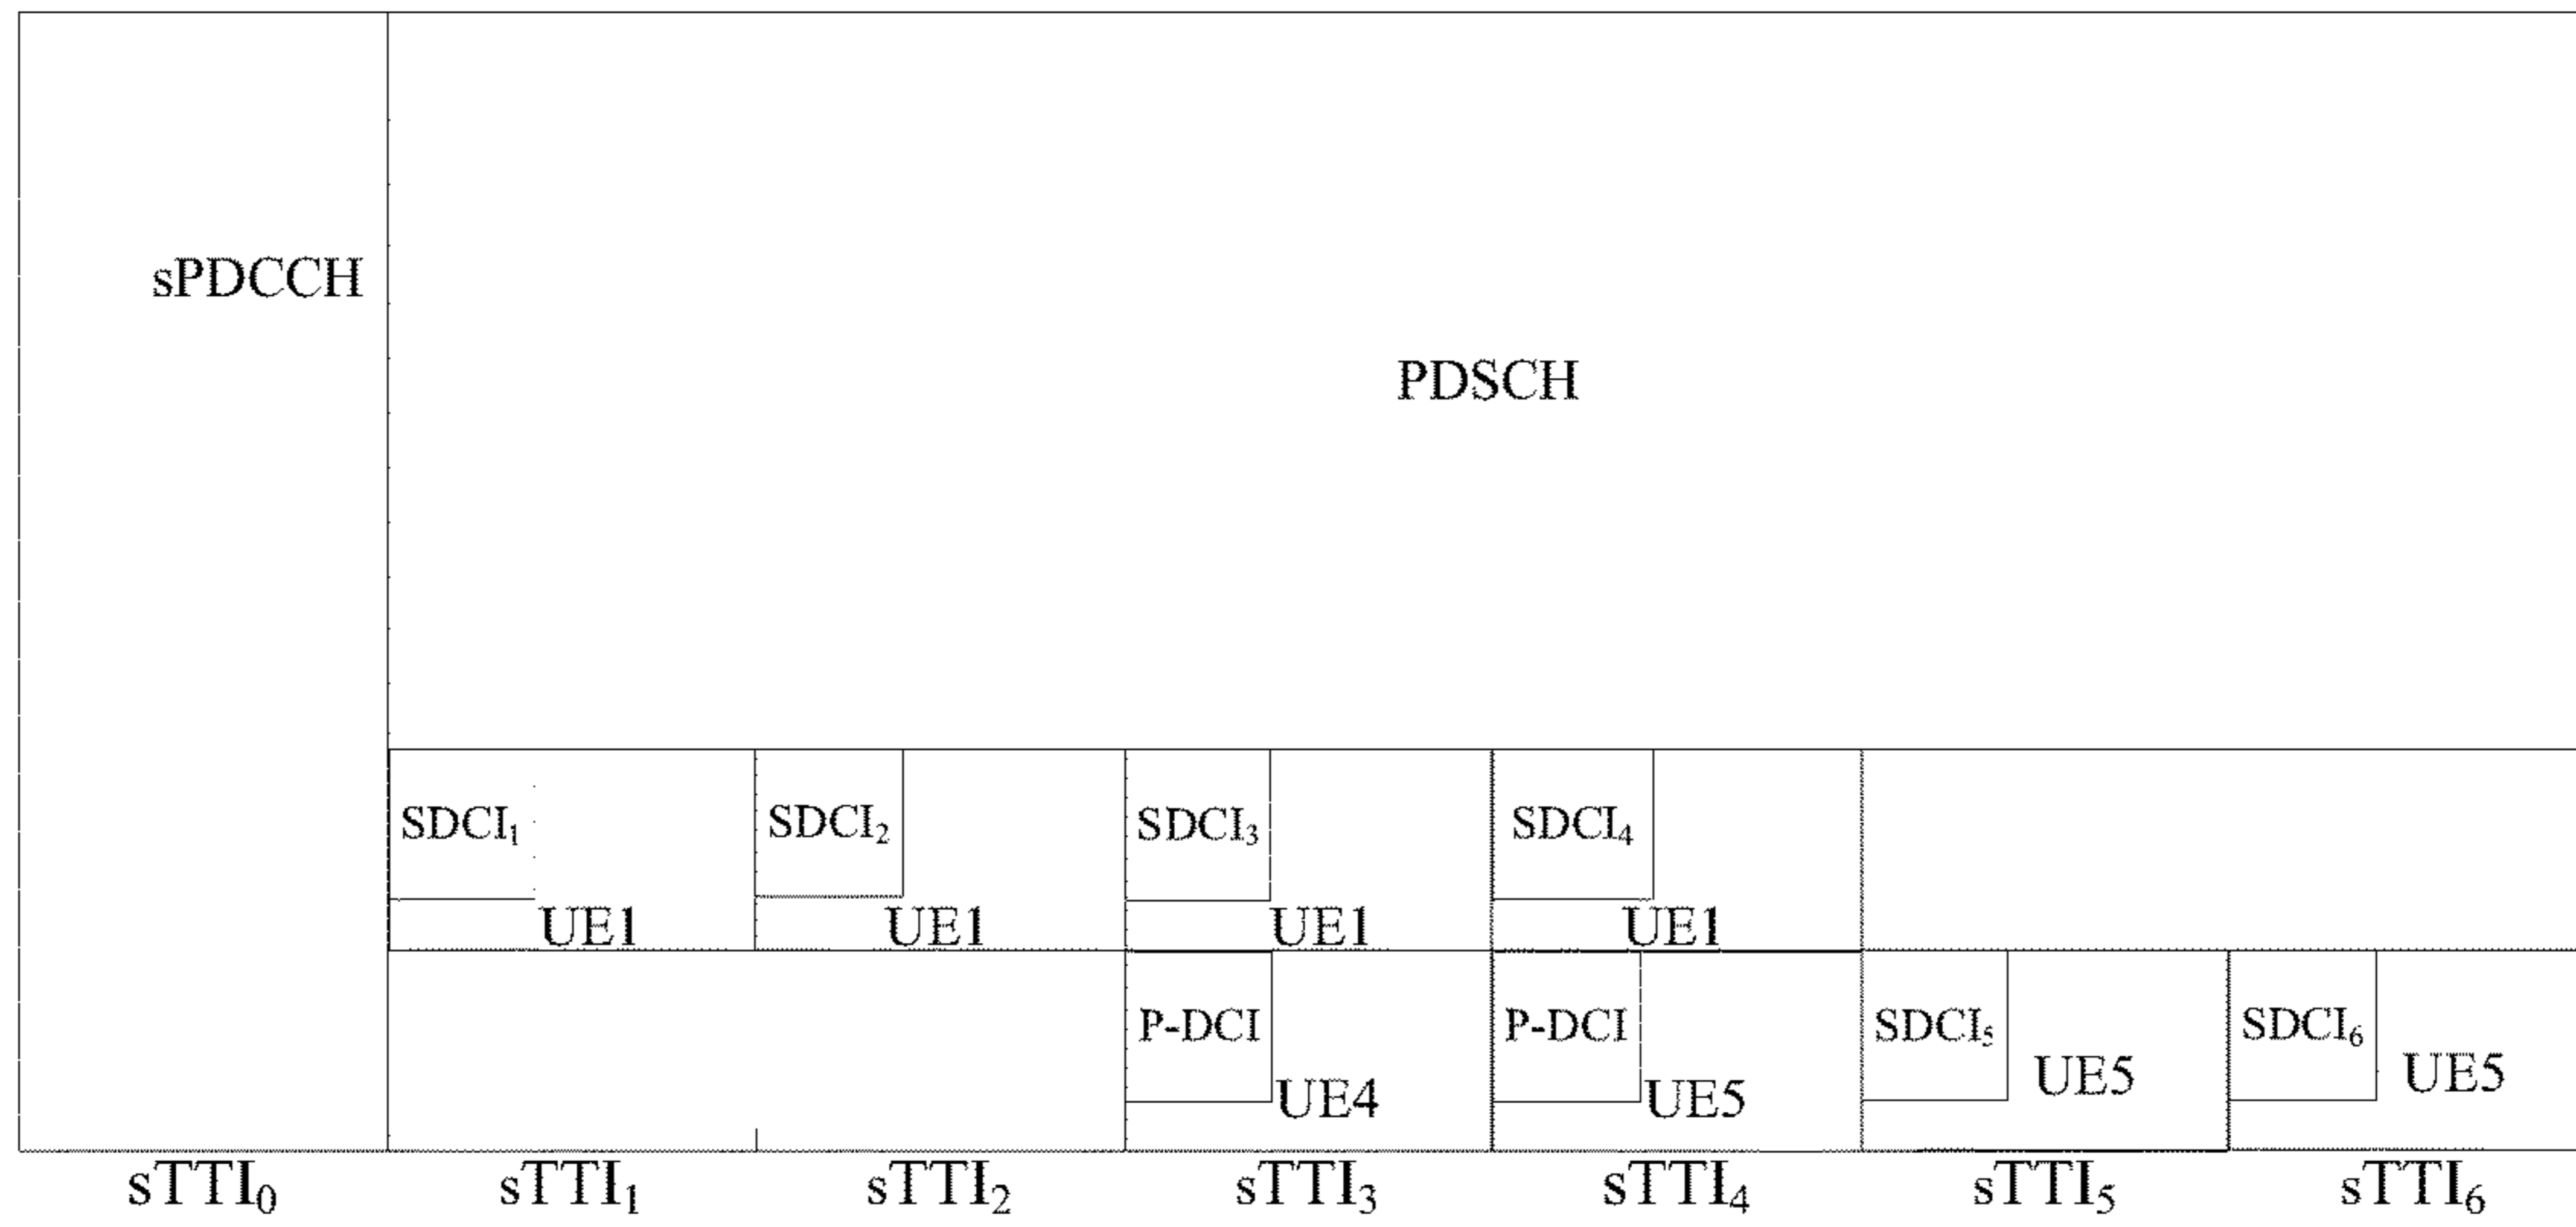 sPDCCH
PDSCH
SDCI₁ SDCI₂ SDCI₃ SDCI₄
UE1 UE1 UE1 UE1
P-DCI P-DCI SDCI₅ SDCI₆
UE4 UE5 UE5 UE5
sTTI₀ sTTI₁ sTTI₂ sTTI₃ sTTI₄ sTTI₅ sTTI₆